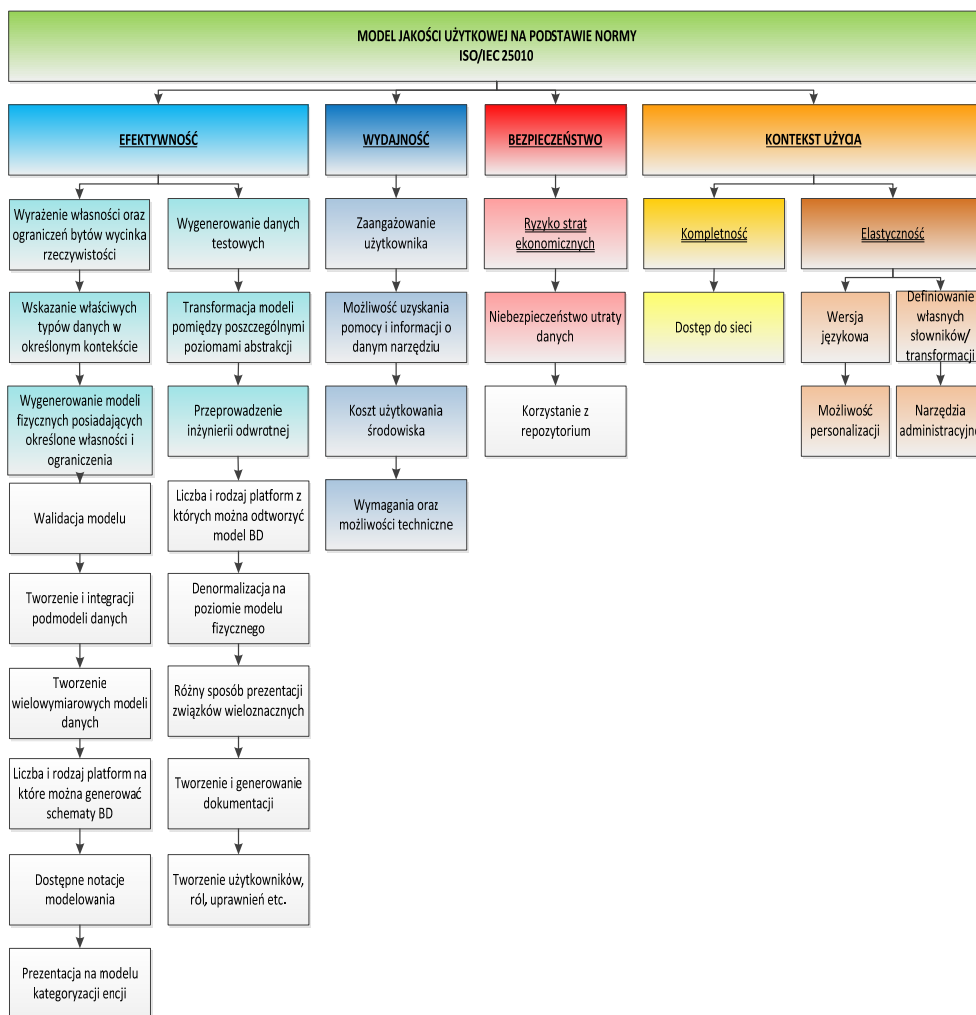 MODEL JAKOŚCI UŻYTKOWEJ NA PODSTAWIE NORMY
ISO/IEC 25010
EFEKTYWNOŚĆ
WYDAJNOŚĆ
BEZPIECZEŃSTWO
KONTEKST UŻYCIA
Wyrażenie własności oraz
ograniczeń bytów wycinka
rzeczywistości
Wygenerowanie danych
testowych
Zaangażowanie
użytkownika
Ryzyko strat
ekonomicznych
Kompletność
Elastyczność
Wskazanie właściwych
typów danych w
określonym kontekście
Transformacja modeli
pomiędzy poszczególnymi
poziomami abstrakcji
Możliwość uzyskania
pomocy i informacji o
danym narzędziu
Niebezpieczeństwo utraty
danych
Dostęp do sieci
Wersja
językowa
Definiowanie
własnych
słowników/
transformacji
Wygenerowanie modeli
fizycznych posiadających
określone własności i
ograniczenia
Przeprowadzenie
inżynierii odwrotnej
Koszt użytkowania
środowiska
Korzystanie z
repozytorium
Możliwość
personalizacji
Narzędzia
administracyjne
Walidacja modelu
Liczba i rodzaj platform z
których można odtworzyć
model BD
Wymagania oraz
możliwości techniczne
Tworzenie i integracji
podmodeli danych
Denormalizacja na
poziomie modelu
fizycznego
Tworzenie
wielowymiarowych modeli
danych
Różny sposób prezentacji
związków wieloznacznych
Liczba i rodzaj platform na
które można generować
schematy BD
Tworzenie i generowanie
dokumentacji
Dostępne notacje
modelowania
Tworzenie użytkowników,
ról, uprawnień etc.
Prezentacja na modelu
kategoryzacji encji